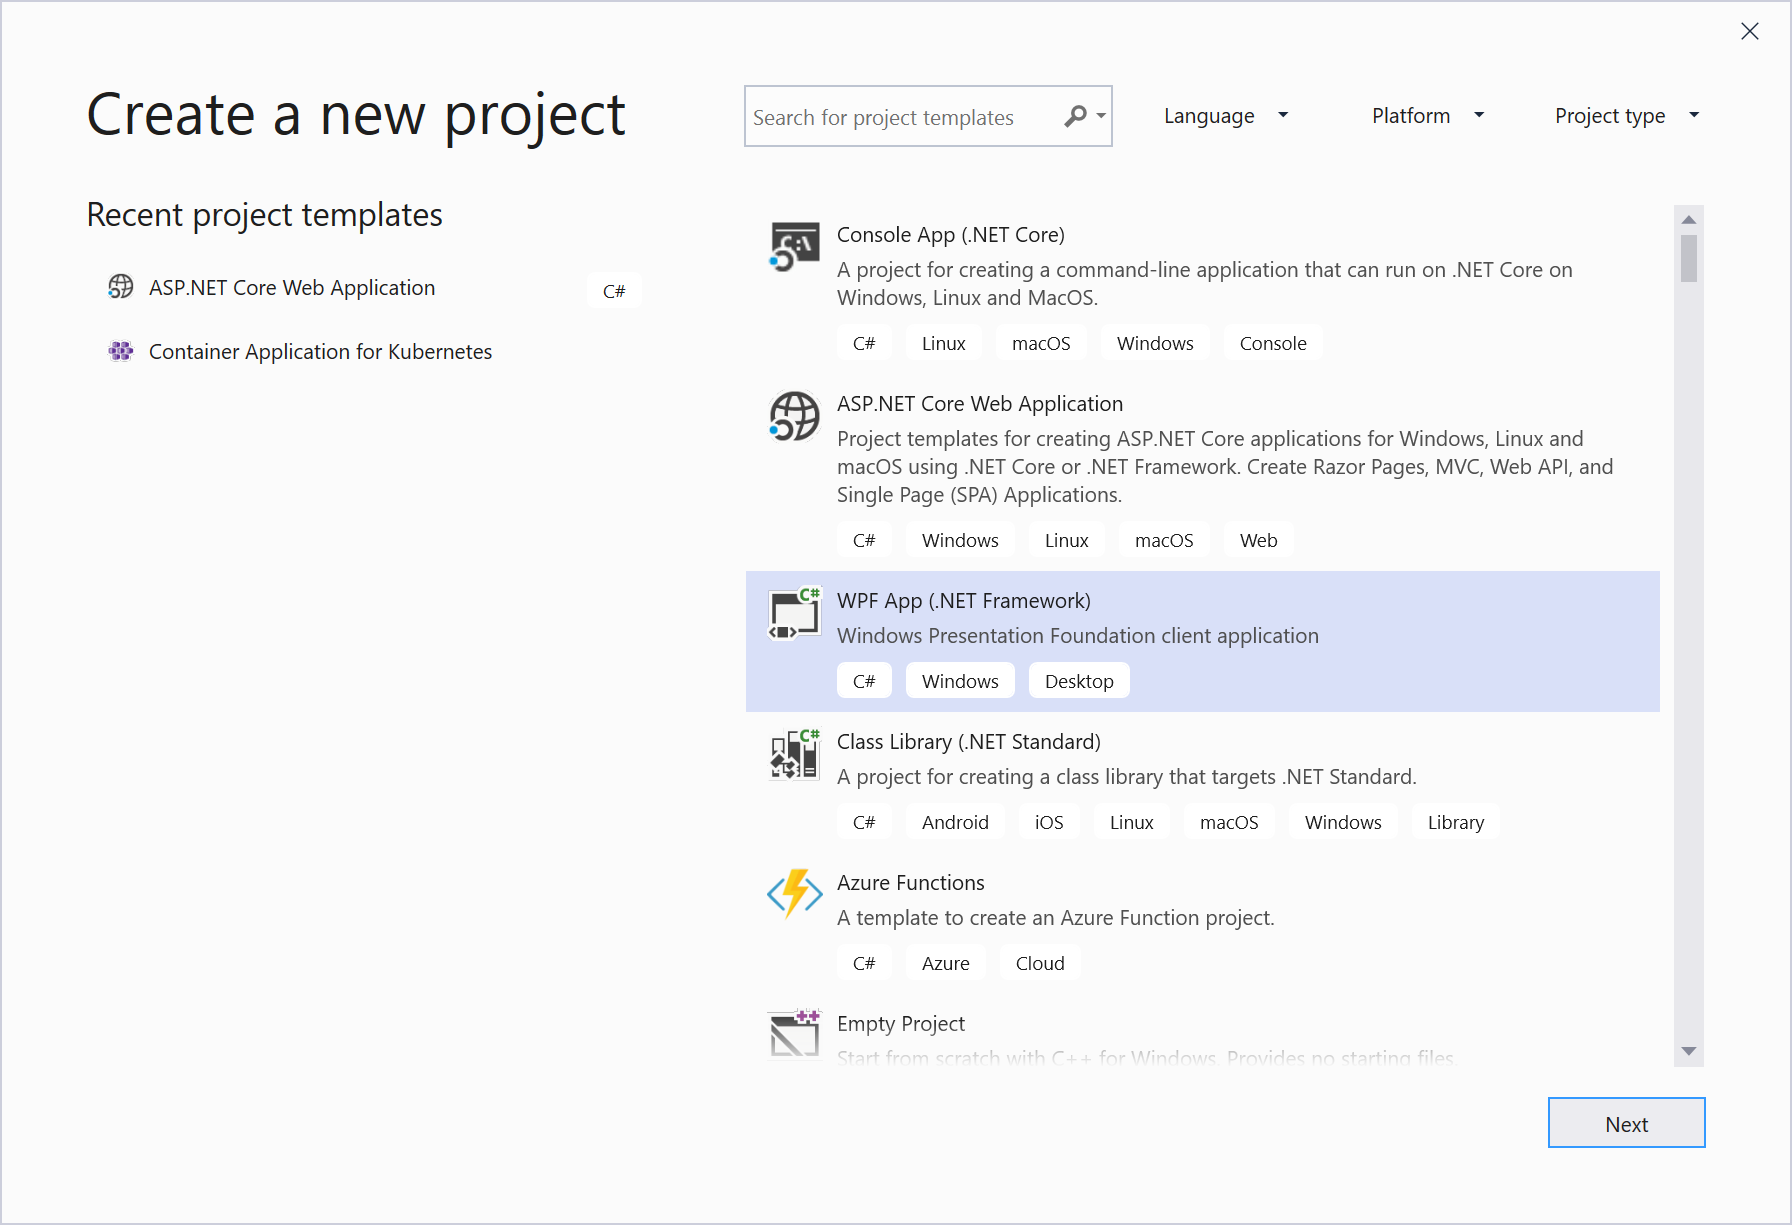 Create a new project
Search for project templates
Language
Platform
Project type
Recent project templates
ASP.NET Core Web Application
C#
Container Application for Kubernetes
C:\
Console App (.NET Core)
A project for creating a command-line application that can run on .NET Core on
Windows, Linux and MacOS.
C# Linux macOS Windows Console
ASP.NET Core Web Application
Project templates for creating ASP.NET Core applications for Windows, Linux and
macOS using .NET Core or .NET Framework. Create Razor Pages, MVC, Web API, and
Single Page (SPA) Applications.
C# Windows Linux macOS Web
C#
WPF App (.NET Framework)
Windows Presentation Foundation client application
C# Windows Desktop
C#
Class Library (.NET Standard)
A project for creating a class library that targets .NET Standard.
C# Android iOS Linux macOS Windows Library
Azure Functions
A template to create an Azure Function project.
C# Azure Cloud
++
Empty Project
Start from scratch with C++ for Windows. Provides no starting files.
Next